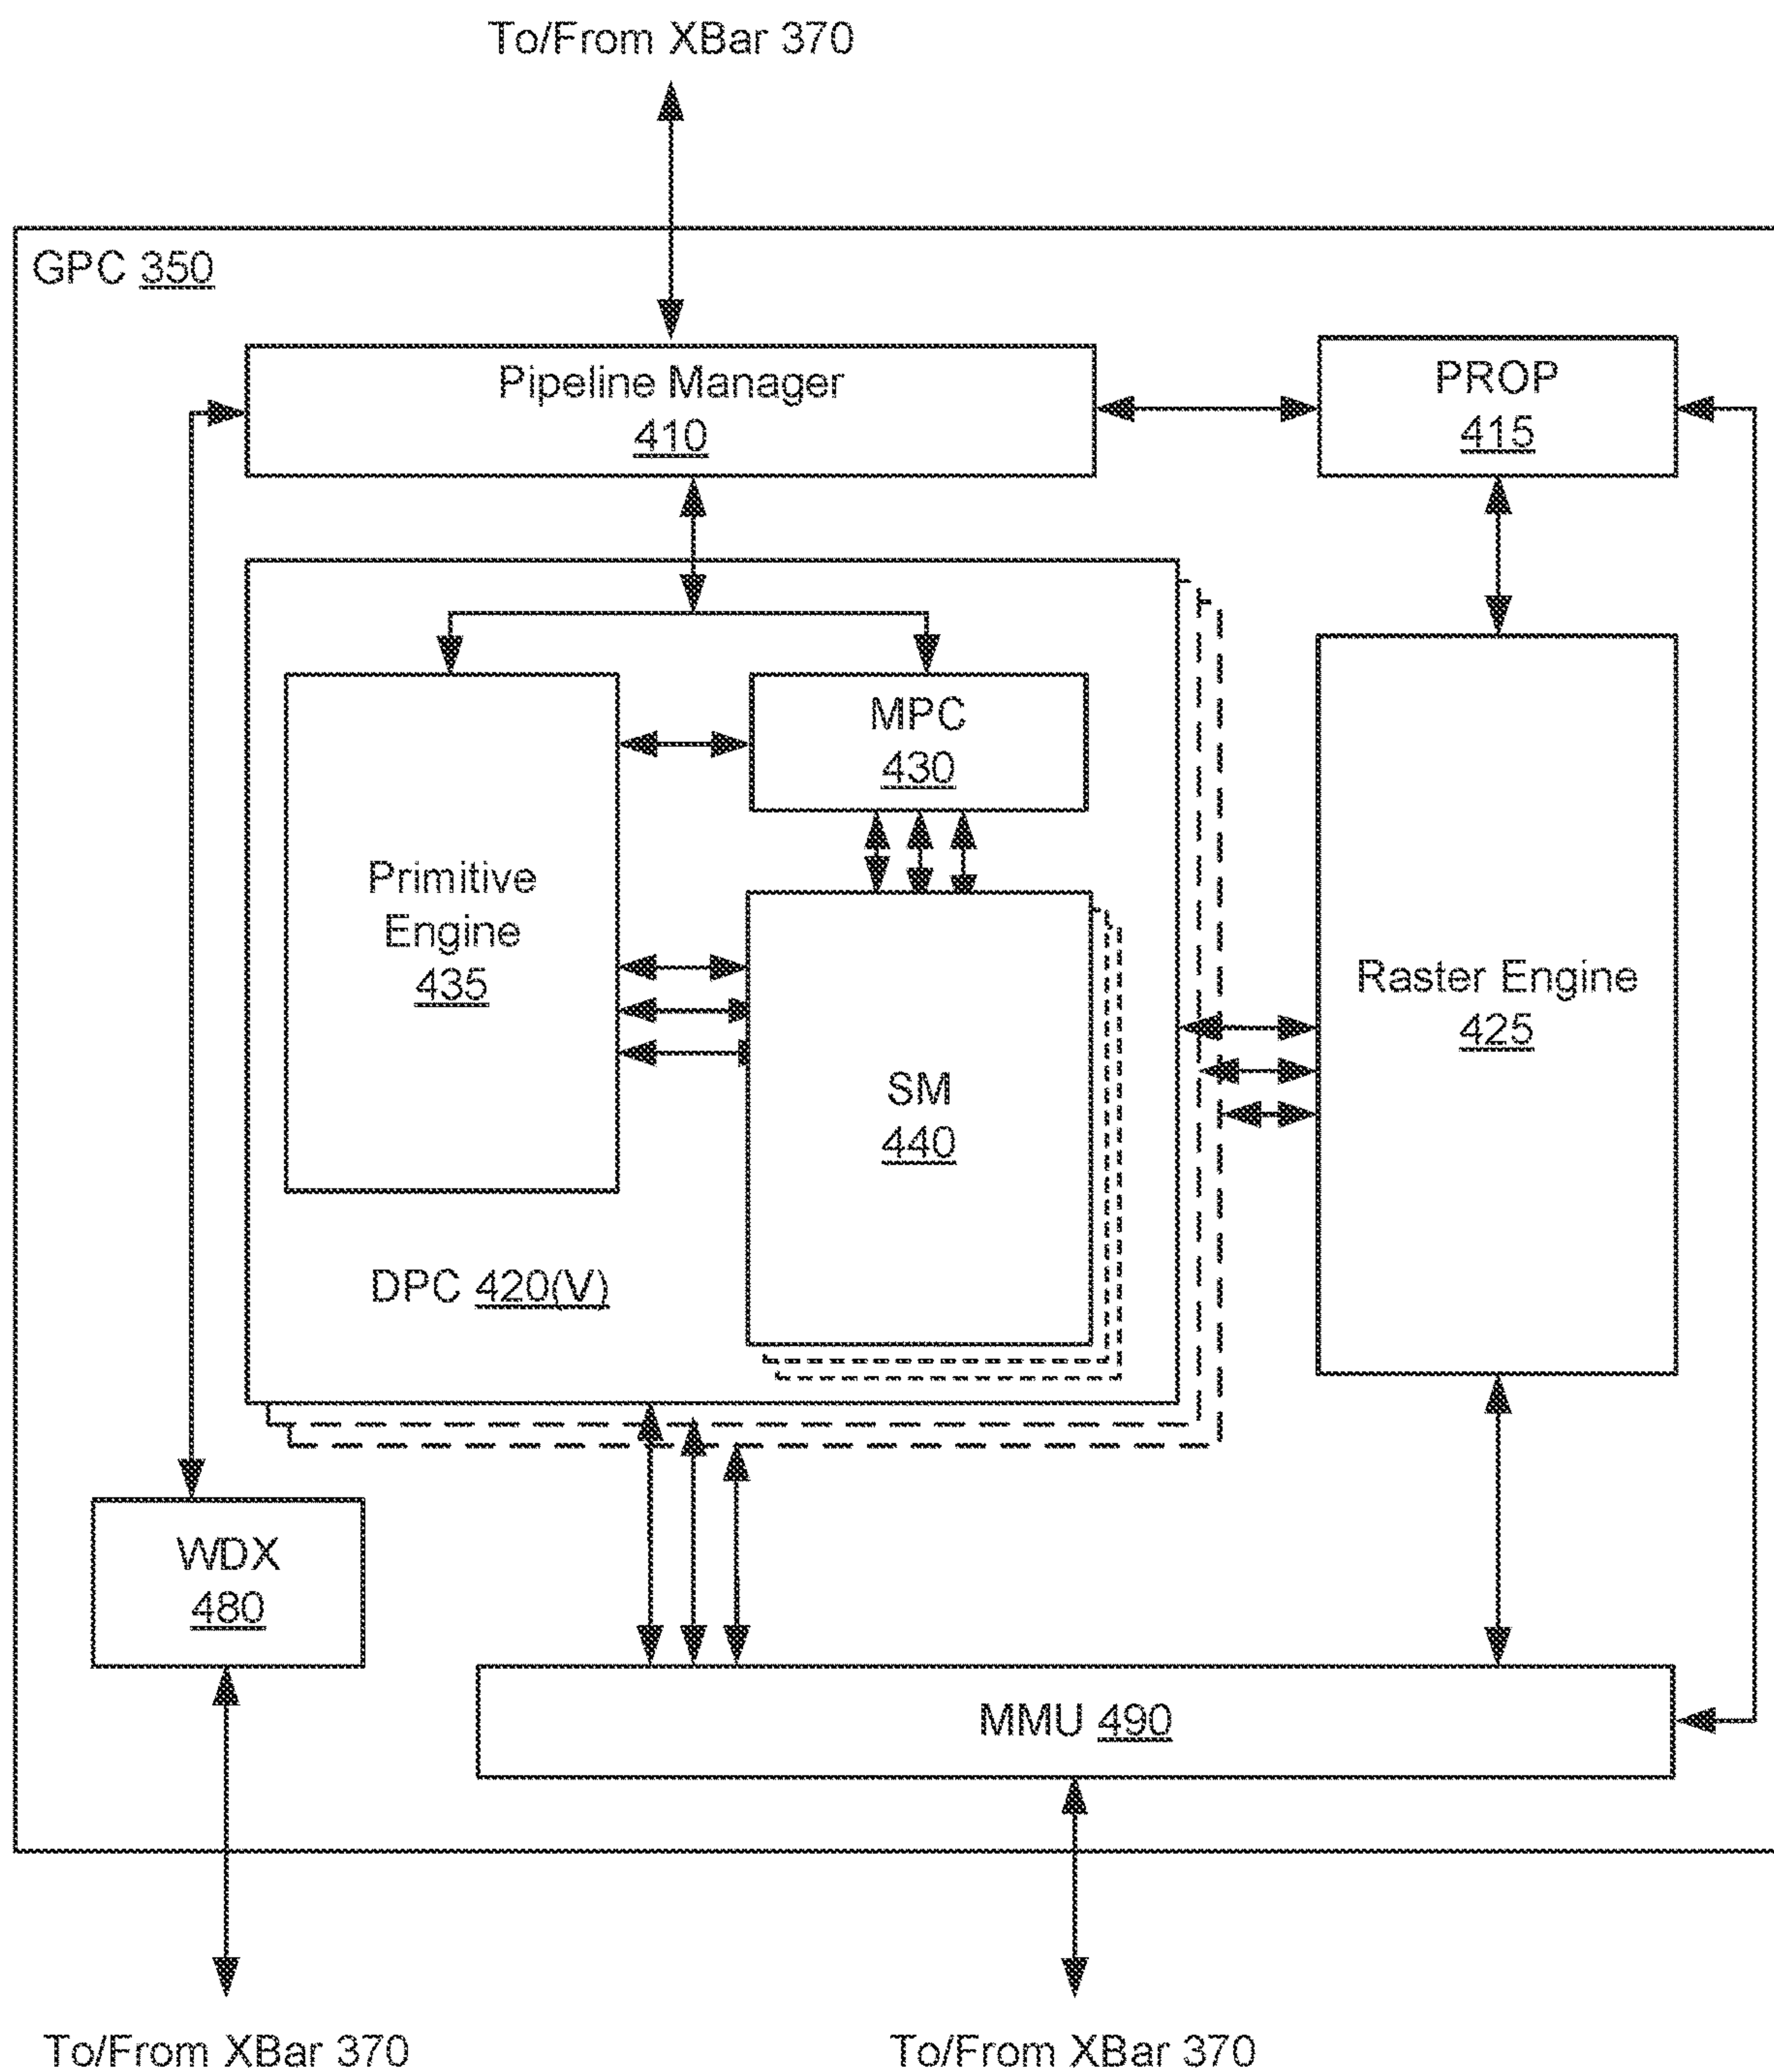 To/From XBar 370
GPC 350
Pipeline Manager
410
PROP
415
MPC
430
Primitive
Engine
435
Raster Engine
425
SM
440
DPC 420(V)
WDX
480
MMU 490
To/From XBar 370
To/From XBar 370